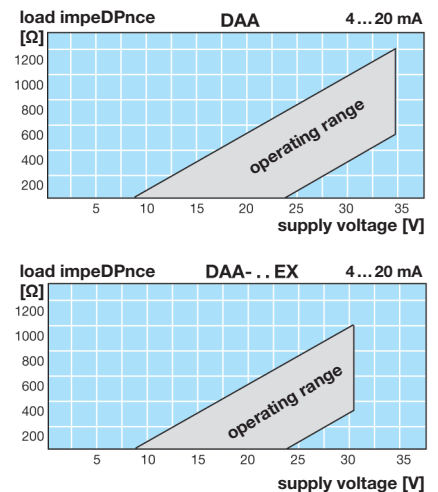 load impeDPnce DAA 4…20 mA
[Ω]
1200
1000
800
600
400
200
operating range
5 10 15 20 25 30 35
supply voltage [V]
load impeDPnce DAA- . . EX 4…20 mA
[Ω]
1200
1000
800
600
400
200
operating range
5 10 15 20 25 30 35
supply voltage [V]